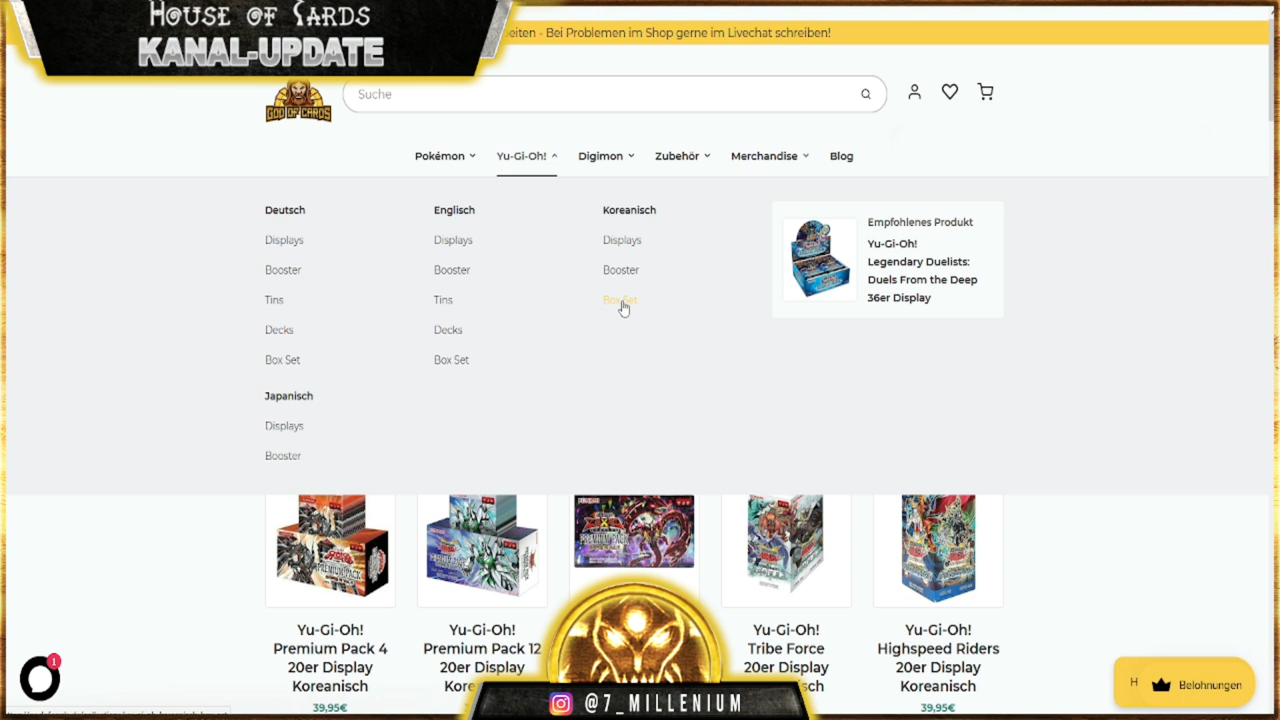 HOUSE OF CARDS
KANAL-UPDATE
eiten - Bei Problemen im Shop gerne im Livechat schreiben!
GOD OF CARDS
Suche
Pokémon Yu-Gi-Oh! Digimon Zubehör Merchandise Blog
Deutsch
Displays
Booster
Tins
Decks
Box Set
Japanisch
Displays
Booster
Englisch
Displays
Booster
Tins
Decks
Box Set
Koreanisch
Displays
Booster
Box Set
Empfohlenes Produkt
Yu-Gi-Oh!
Legendary Duelists:
Duels From the Deep
36er Display
Yu-Gi-Oh!
Premium Pack 4
20er Display
Koreanisch
39,95€
Yu-Gi-Oh!
Premium Pack 12
20er Display
Kore
Yu-Gi-Oh!
Tribe Force
20er Display
sch
Yu-Gi-Oh!
Highspeed Riders
20er Display
Koreanisch
39,95€
1
H Belohnungen
@7_MILLENIUM